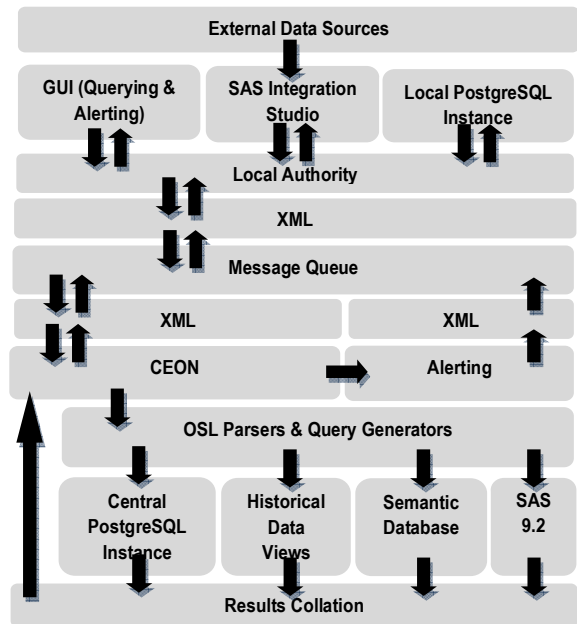 External Data Sources
GUI (Querying &
Alerting)
SAS Integration
Studio
Local PostgreSQL
Instance
Local Authority
XML
Message Queue
XML
XML
CEON
Alerting
OSL Parsers & Query Generators
Central
PostgreSQL
Instance
Historical
Data
Views
Semantic
Database
SAS
9.2
Results Collation